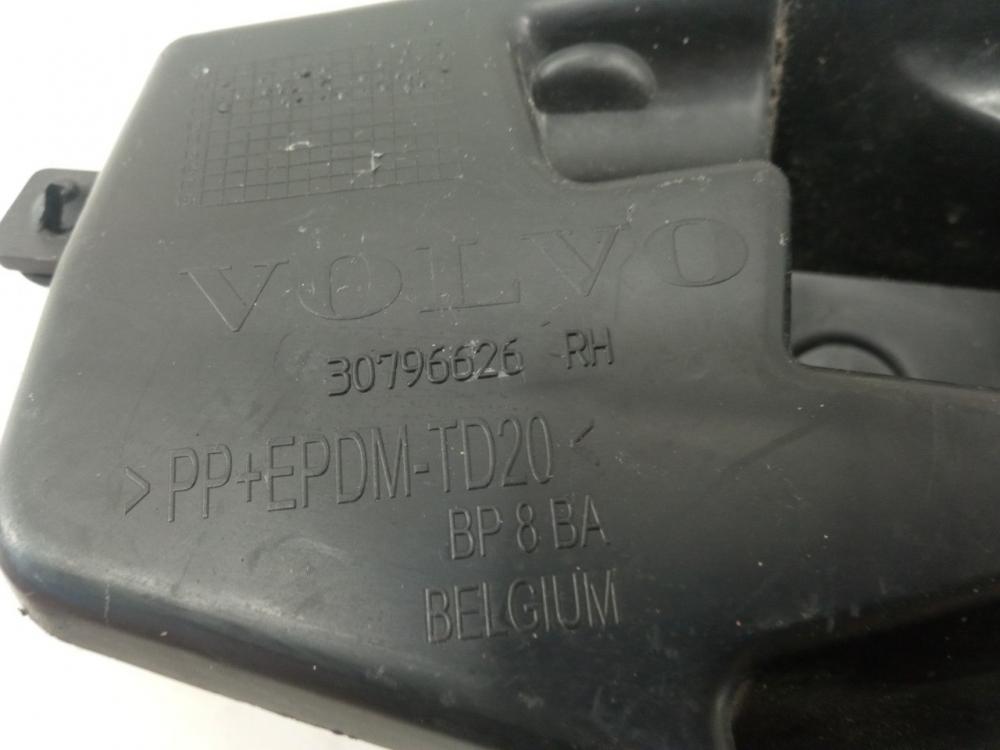 VOLVO
30796626 RH
>PP+EPDM-TD20<
BP 8 BA
BELGIUM